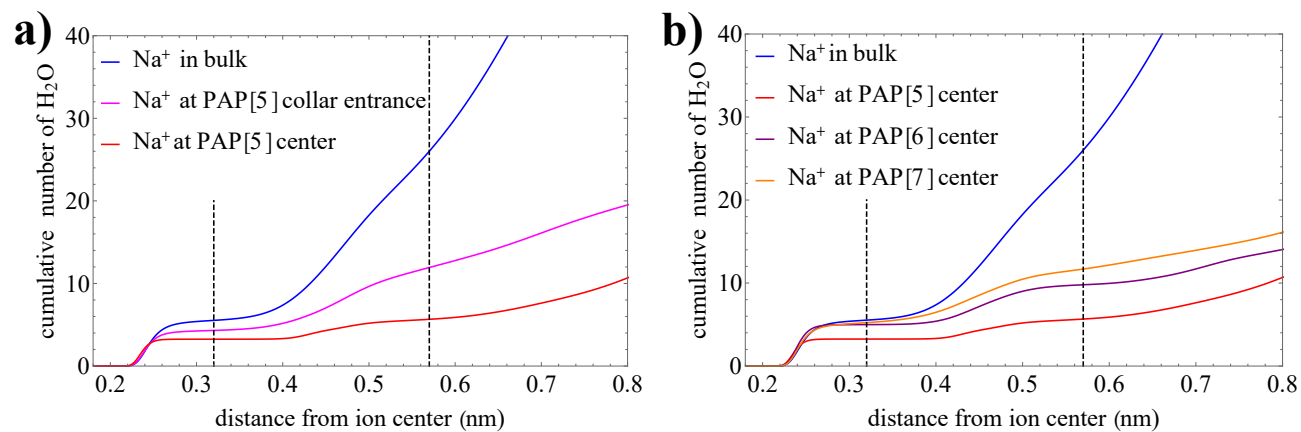 a)
40
30
20
10
0
cumulative number of H₂O
Na⁺ in bulk
Na⁺ at PAP[5] collar entrance
Na⁺ at PAP[5] center
0.2 0.3 0.4 0.5 0.6 0.7 0.8
distance from ion center (nm)
b)
40
30
20
10
0
cumulative number of H₂O
Na⁺ in bulk
Na⁺ at PAP[5] center
Na⁺ at PAP[6] center
Na⁺ at PAP[7] center
0.2 0.3 0.4 0.5 0.6 0.7 0.8
distance from ion center (nm)